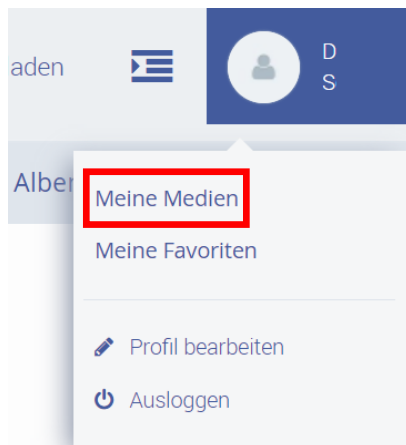 aden
D
S
Alber
Meine Medien
Meine Favoriten
Profil bearbeiten
Ausloggen